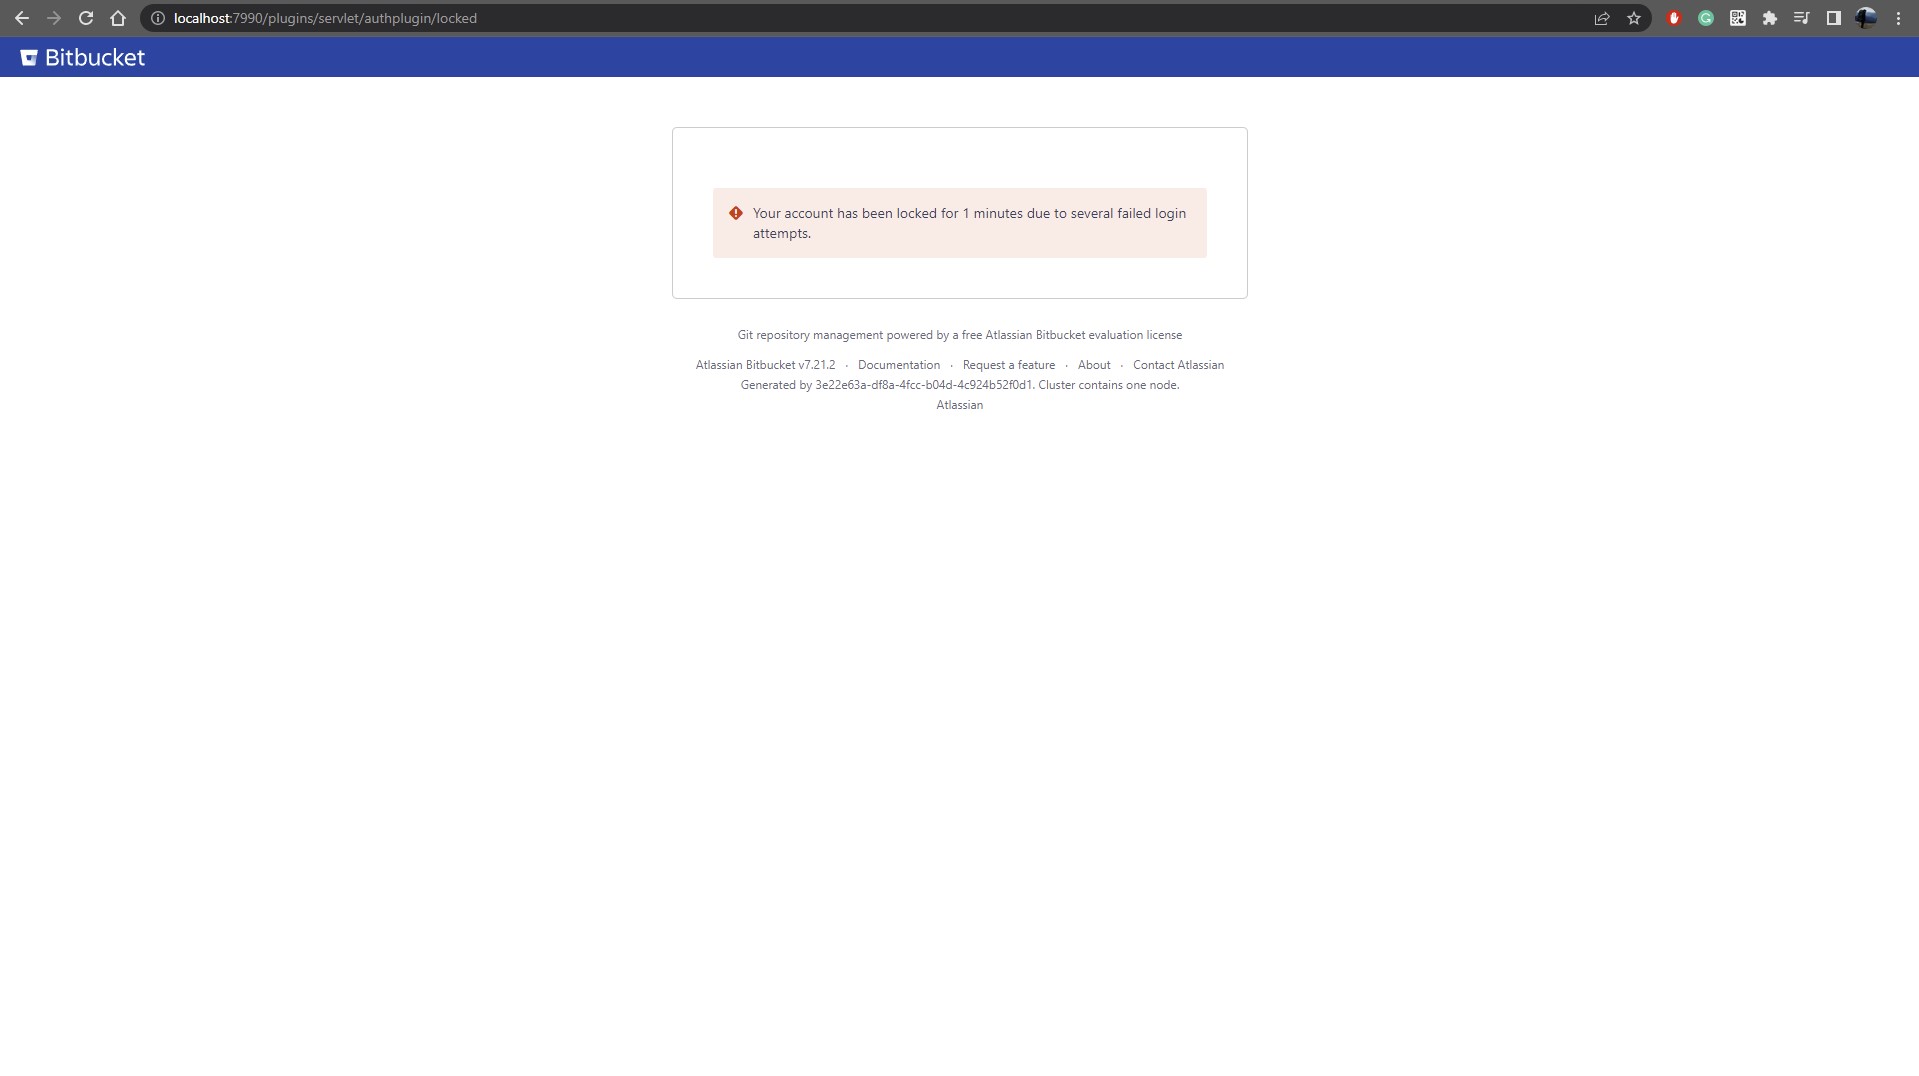 localhost:7990/plugins/servlet/authplugin/locked
Bitbucket
Your account has been locked for 1 minutes due to several failed login
attempts.
Git repository management powered by a free Atlassian Bitbucket evaluation license
Atlassian Bitbucket v7.21.2 · Documentation · Request a feature · About · Contact Atlassian
Generated by 3e22e63a-df8a-4fcc-b04d-4c924b52f0d1. Cluster contains one node.
Atlassian